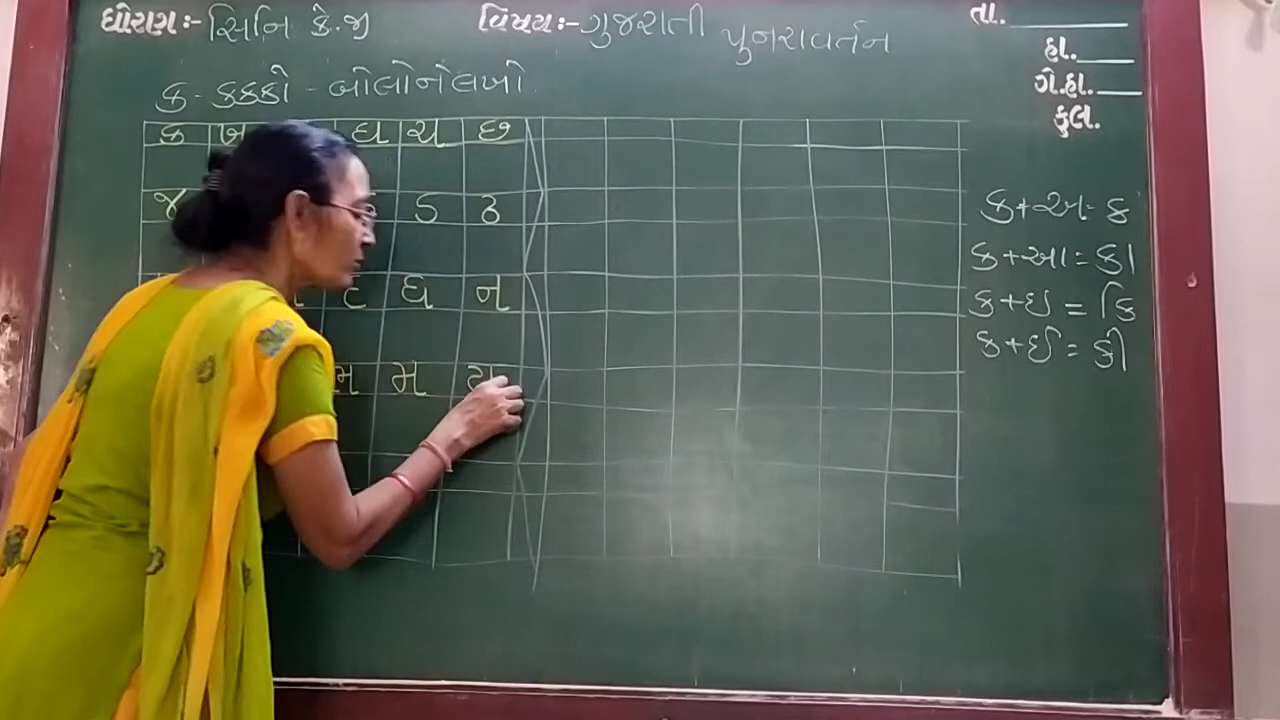 ધોરણ:- સિનિ કે.જી વિષય:- ગુજરાતી પુનરાવર્તન તા.
હા.
ગે.હા.
કુલ.
ક - કક્કો - બોલોનેલખો
ક ખ ઘ ચ છ
જ ડ ઢ
દ ધ ન
ભ મ ય
ક+અ=ક
ક+આ=કા
ક+ઇ=કિ
ક+ઈ=કી